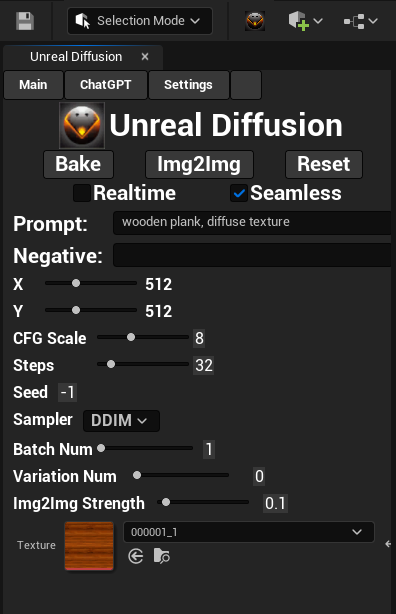 Selection Mode
Unreal Diffusion ×
Main ChatGPT Settings
Unreal Diffusion
Bake Img2Img Reset
Realtime Seamless
Prompt: wooden plank, diffuse texture
Negative:
X 512
Y 512
CFG Scale 8
Steps 32
Seed -1
Sampler DDIM
Batch Num 1
Variation Num 0
Img2Img Strength 0.1
Texture 000001_1